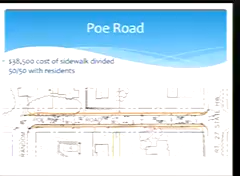 Poe Road
$38,500 cost of sidewalk divided
50/50 with residents